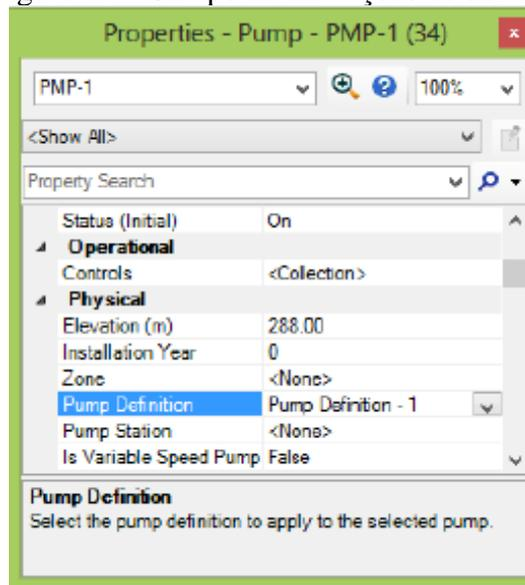 Properties - Pump - PMP-1 (34) x
PMP-1 100%
<Show All>
Property Search
Status (Initial) On
Operational
Controls <Collection>
Physical
Elevation (m) 288.00
Installation Year 0
Zone <None>
Pump Definition Pump Definition - 1
Pump Station <None>
Is Variable Speed Pump False
Pump Definition
Select the pump definition to apply to the selected pump.